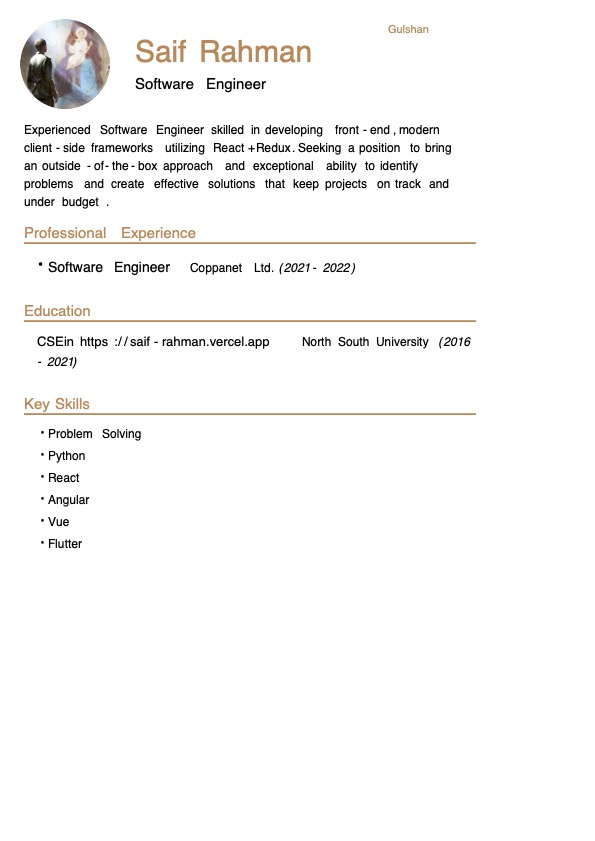 Gulshan
Saif Rahman
Software Engineer
Experienced Software Engineer skilled in developing front - end , modern
client - side frameworks utilizing React + Redux . Seeking a position to bring
an outside - of - the - box approach and exceptional ability to identify
problems and create effective solutions that keep projects on track and
under budget .
Professional Experience
• Software Engineer Coppanet Ltd. (2021 - 2022)
Education
CSEin https ://saif - rahman.vercel.app North South University (2016
- 2021)
Key Skills
• Problem Solving
• Python
• React
• Angular
• Vue
• Flutter